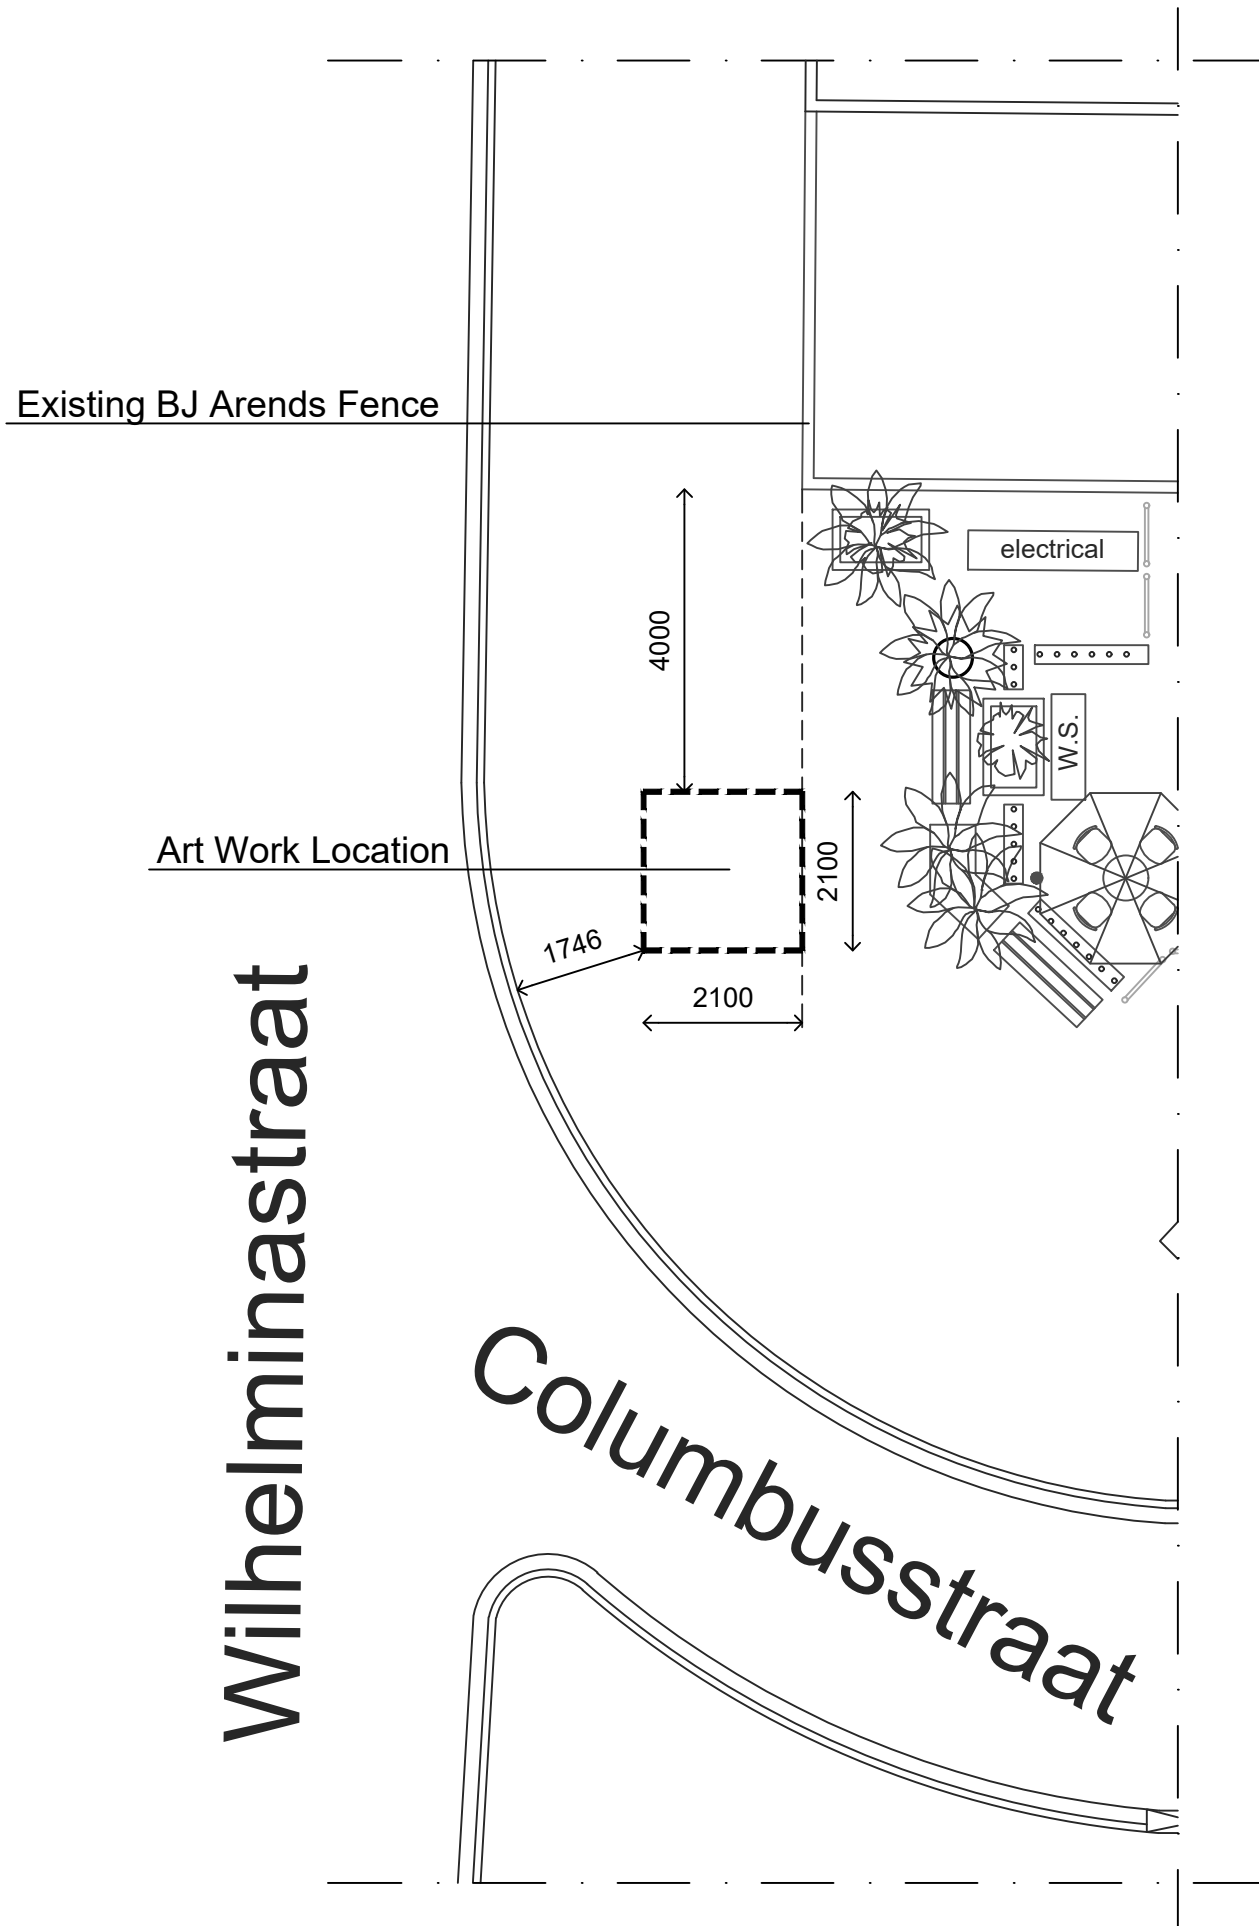 Existing BJ Arends Fence
electrical
4000
W.S.
Art Work Location
2100
1746
2100
Wilhelminastraat
Columbusstraat